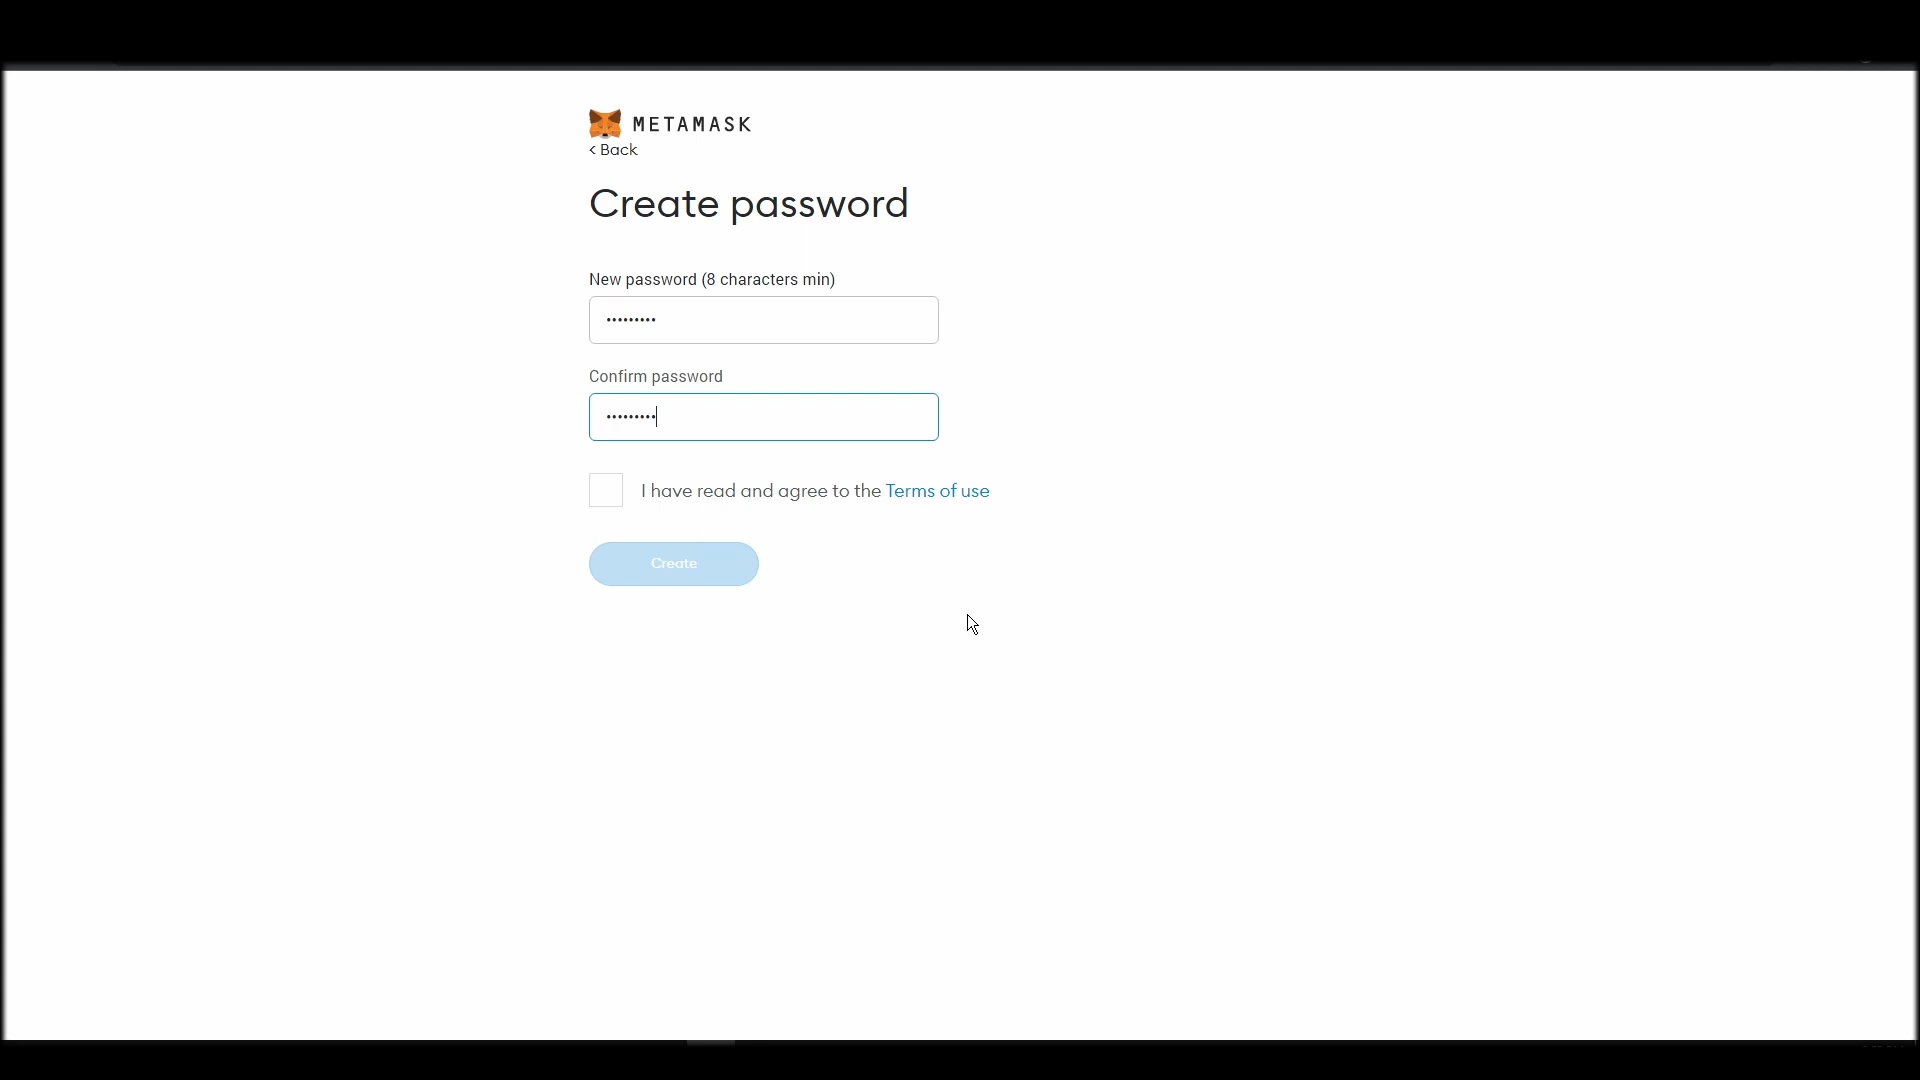 METAMASK
< Back
Create password
New password (8 characters min)
•••••••••
Confirm password
•••••••••
I have read and agree to the Terms of use
Create